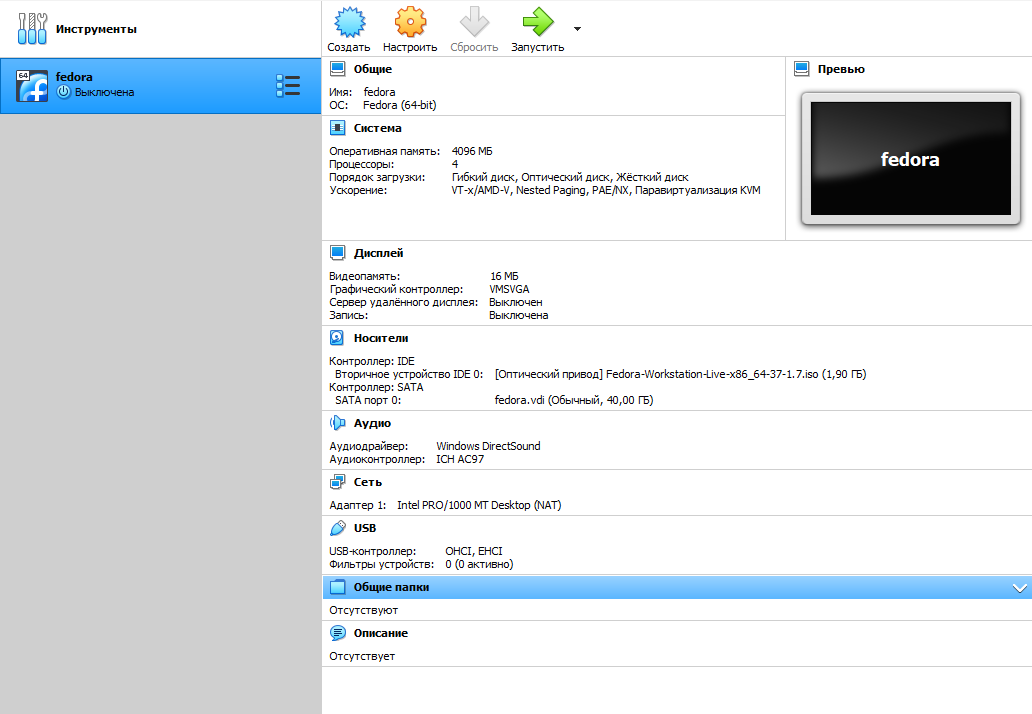 Инструменты
Создать Настроить Сбросить Запустить
64 fedora
Выключена
Общие
Имя: fedora
ОС: Fedora (64-bit)
Превью
fedora
Система
Оперативная память: 4096 МБ
Процессоры: 4
Порядок загрузки: Гибкий диск, Оптический диск, Жёсткий диск
Ускорение: VT-x/AMD-V, Nested Paging, PAE/NX, Паравиртуализация KVM
Дисплей
Видеопамять: 16 МБ
Графический контроллер: VMSVGA
Сервер удалённого дисплея: Выключен
Запись: Выключена
Носители
Контроллер: IDE
Вторичное устройство IDE 0: [Оптический привод] Fedora-Workstation-Live-x86_64-37-1.7.iso (1,90 ГБ)
Контроллер: SATA
SATA порт 0: fedora.vdi (Обычный, 40,00 ГБ)
Аудио
Аудиодрайвер: Windows DirectSound
Аудиоконтроллер: ICH AC97
Сеть
Адаптер 1: Intel PRO/1000 MT Desktop (NAT)
USB
USB-контроллер: OHCI, EHCI
Фильтры устройств: 0 (0 активно)
Общие папки
Отсутствуют
Описание
Отсутствует